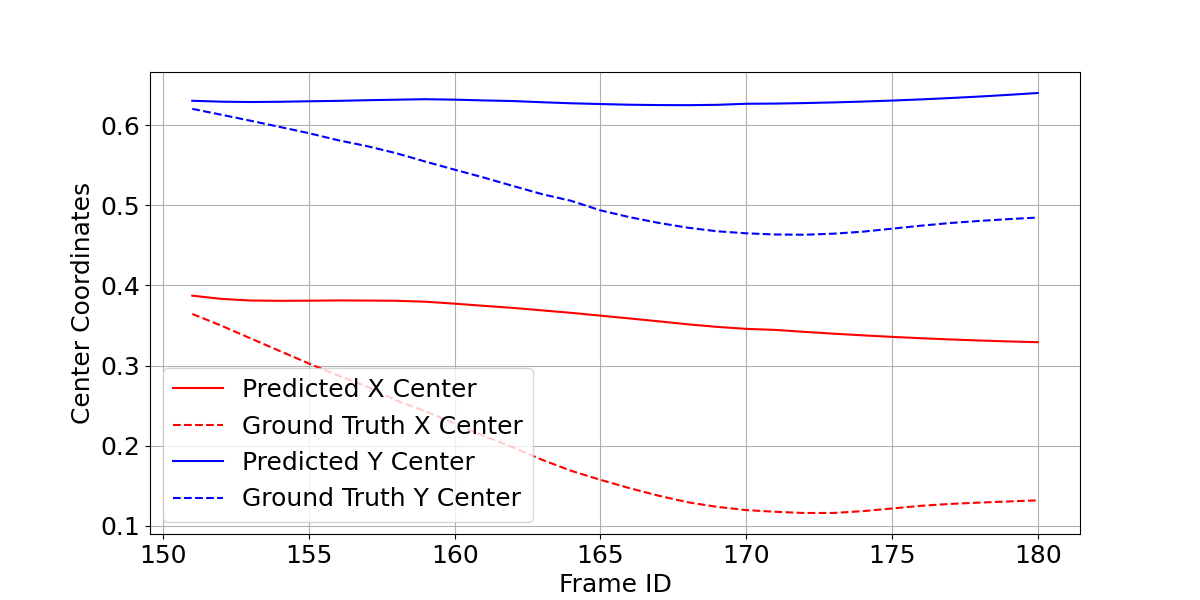 0.6
0.5
0.4
0.3
0.2
0.1
Center Coordinates
Predicted X Center
Ground Truth X Center
Predicted Y Center
Ground Truth Y Center
150 155 160 165 170 175 180
Frame ID